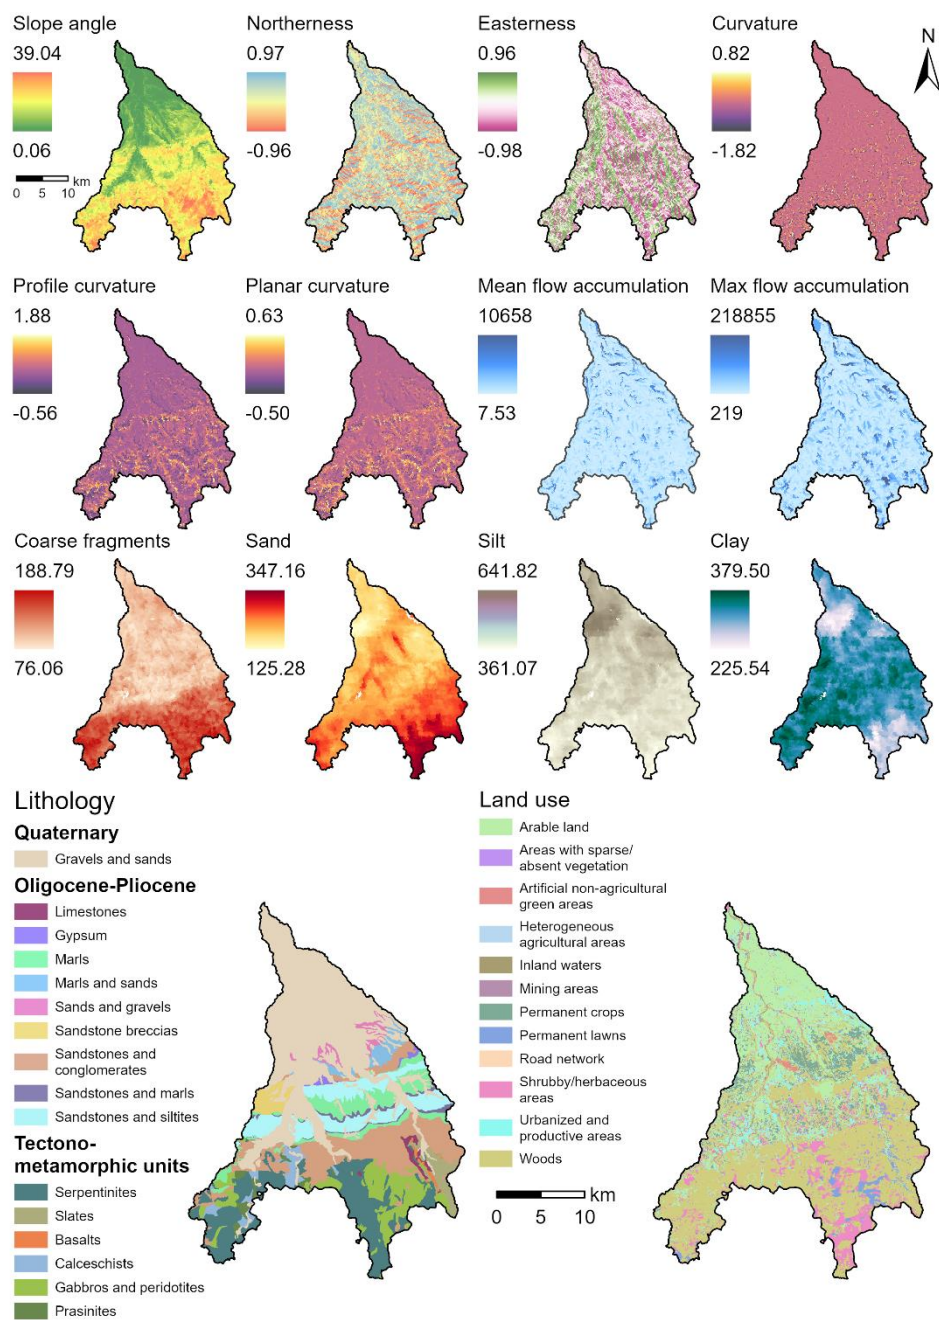 Slope angle
39.04
0.06
0 5 10 km
Northerness
0.97
-0.96
Easterness
0.96
-0.98
Curvature
0.82
-1.82
N
Profile curvature
1.88
-0.56
Planar curvature
0.63
-0.50
Mean flow accumulation
10658
7.53
Max flow accumulation
218855
219
Coarse fragments
188.79
76.06
Sand
347.16
125.28
Silt
641.82
361.07
Clay
379.50
225.54
Lithology
Quaternary
Gravels and sands
Oligocene-Pliocene
Limestones
Gypsum
Marls
Marls and sands
Sands and gravels
Sandstone breccias
Sandstones and
conglomerates
Sandstones and marls
Sandstones and siltites
Tectono-
metamorphic units
Serpentinites
Slates
Basalts
Calceschists
Gabbros and peridotites
Prasinites
Land use
Arable land
Areas with sparse/
absent vegetation
Artificial non-agricultural
green areas
Heterogeneous
agricultural areas
Inland waters
Mining areas
Permanent crops
Permanent lawns
Road network
Shrubby/herbaceous
areas
Urbanized and
productive areas
Woods
km
0 5 10